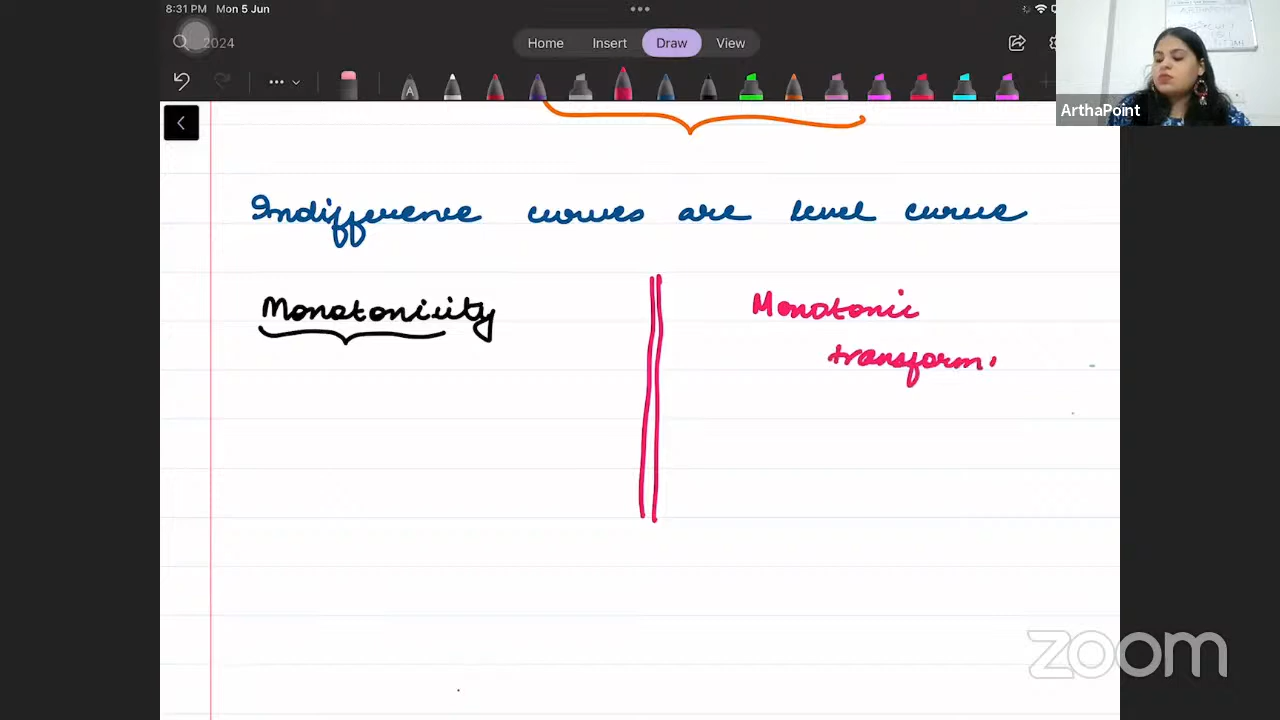 8:31 PM Mon 5 Jun
2024
Home Insert Draw View
A
ArthaPoint
Indifference curves are level curve
Monotonicity
Monotonic
transform
zoom